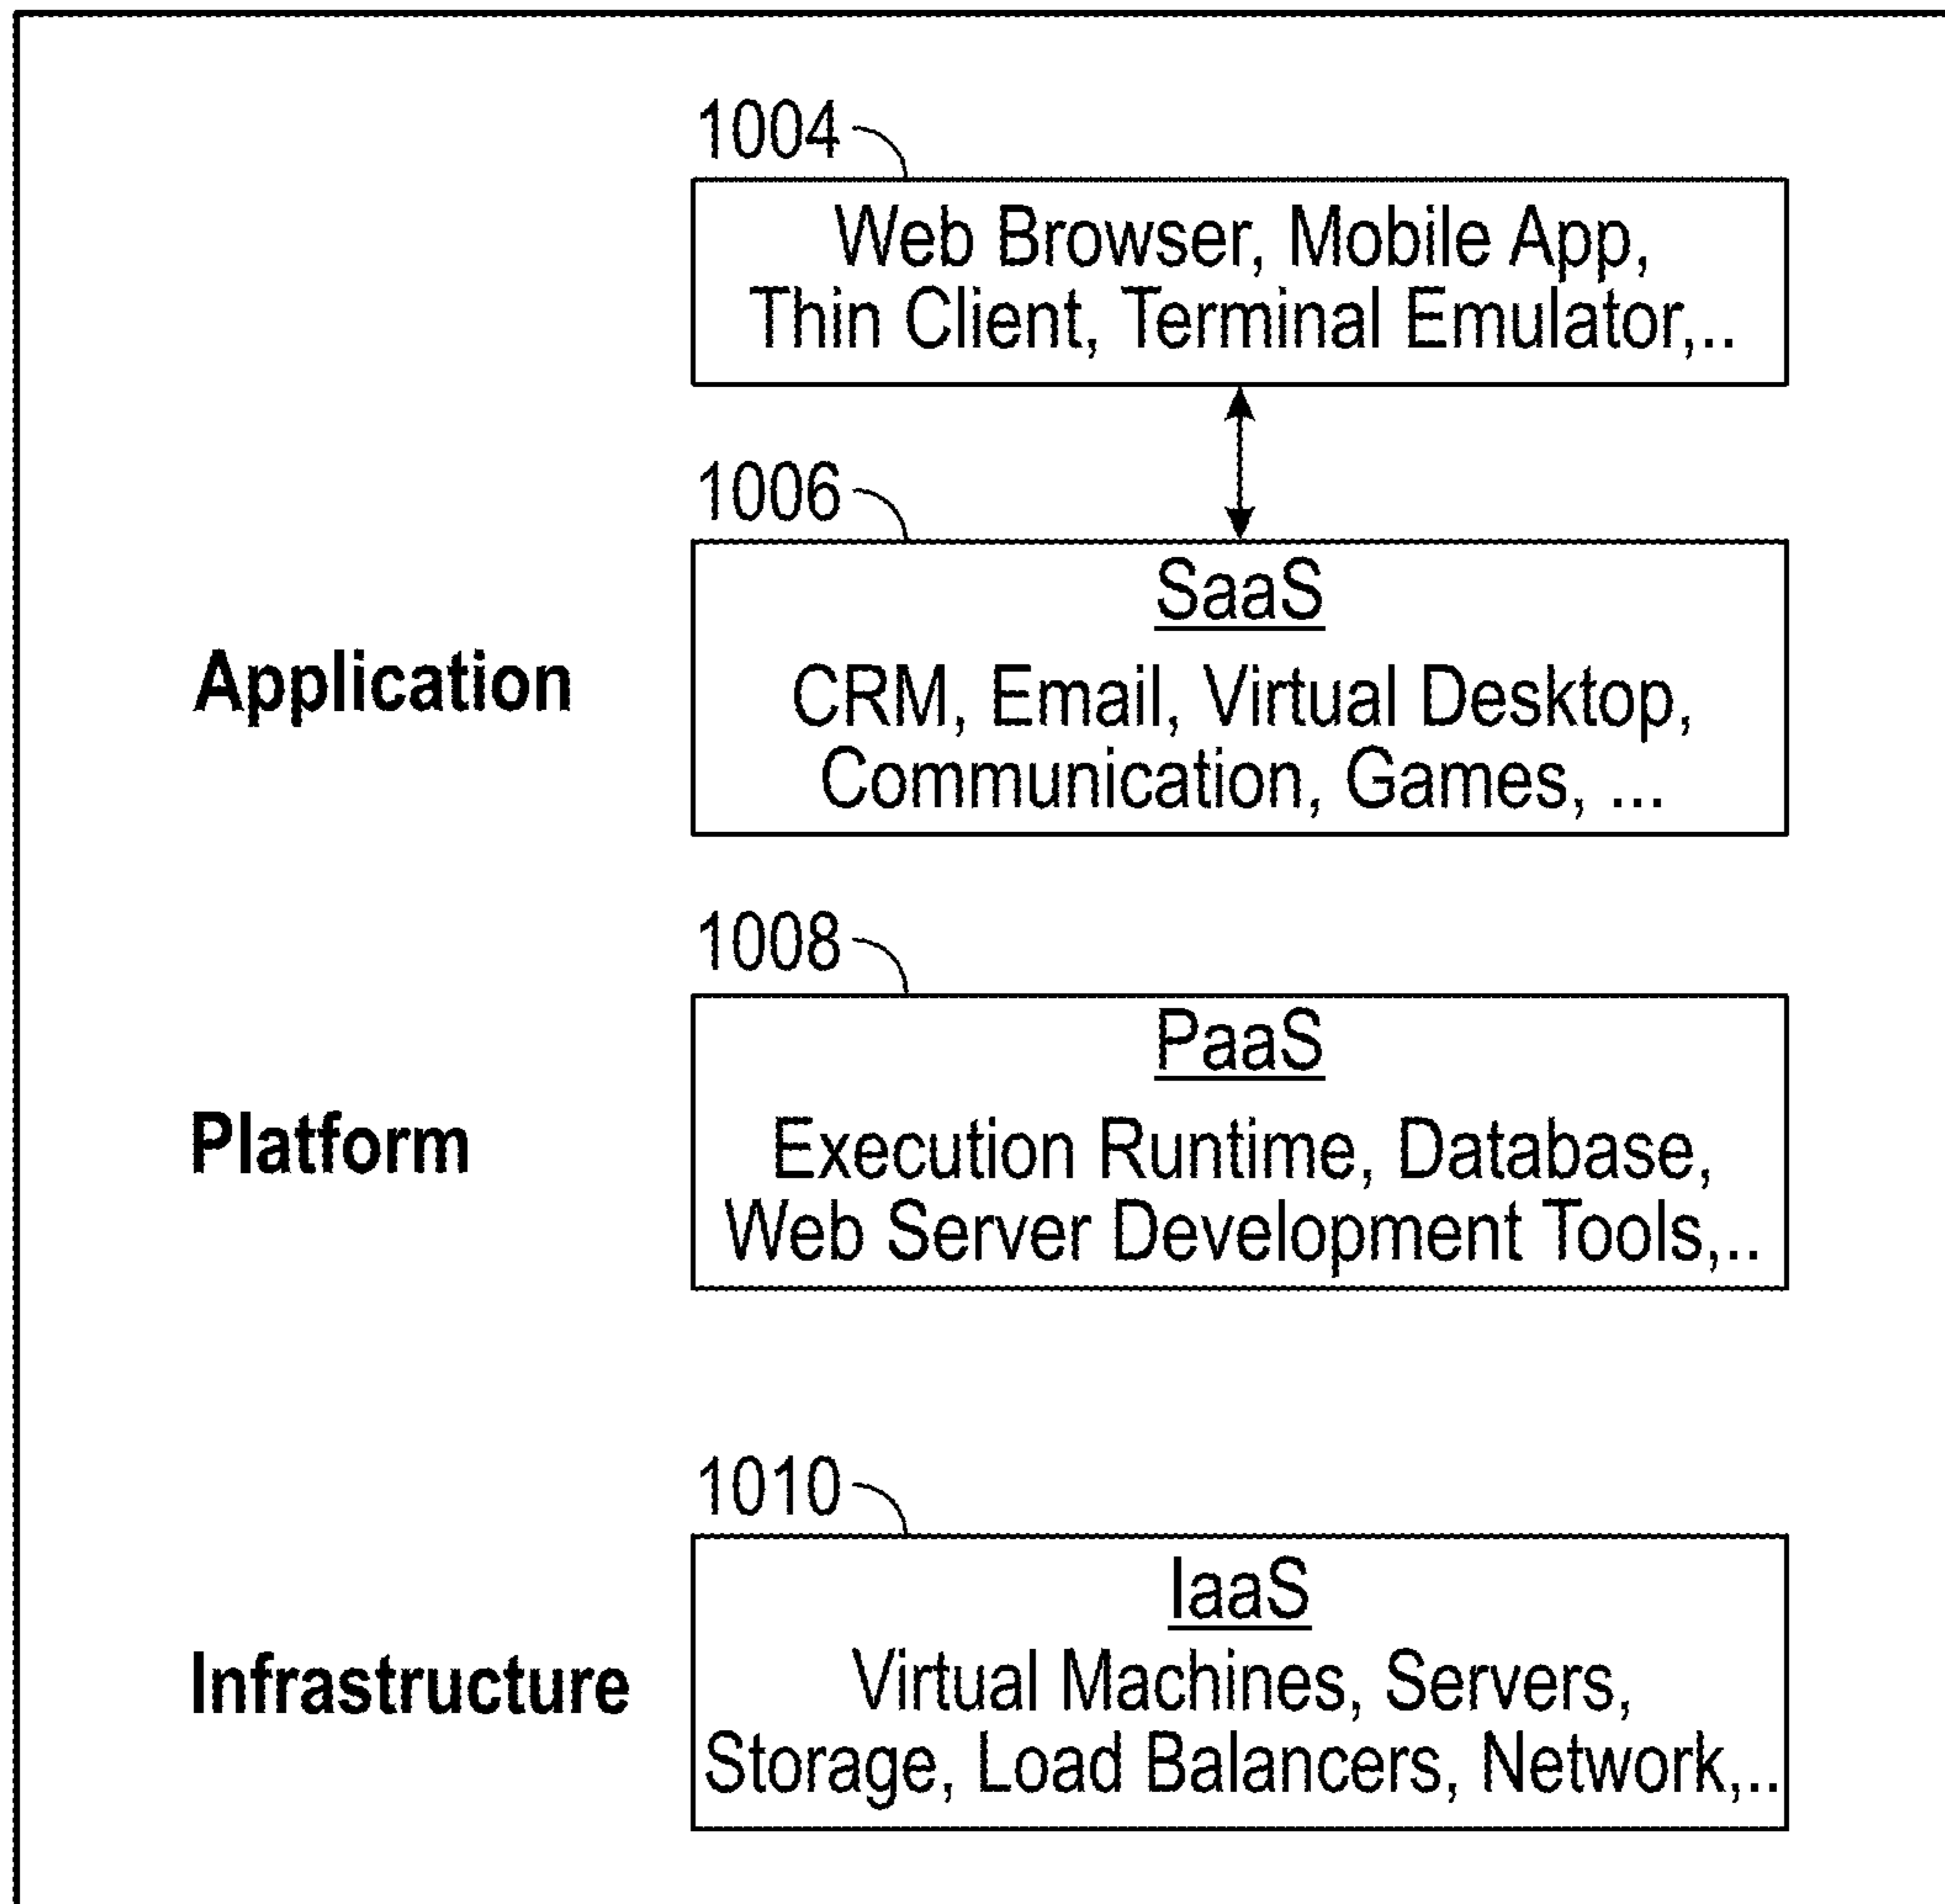 1004
Web Browser, Mobile App,
Thin Client, Terminal Emulator,..
1006
SaaS
Application
CRM, Email, Virtual Desktop,
Communication, Games, ...
1008
PaaS
Platform
Execution Runtime, Database,
Web Server Development Tools,..
1010
IaaS
Infrastructure
Virtual Machines, Servers,
Storage, Load Balancers, Network,..